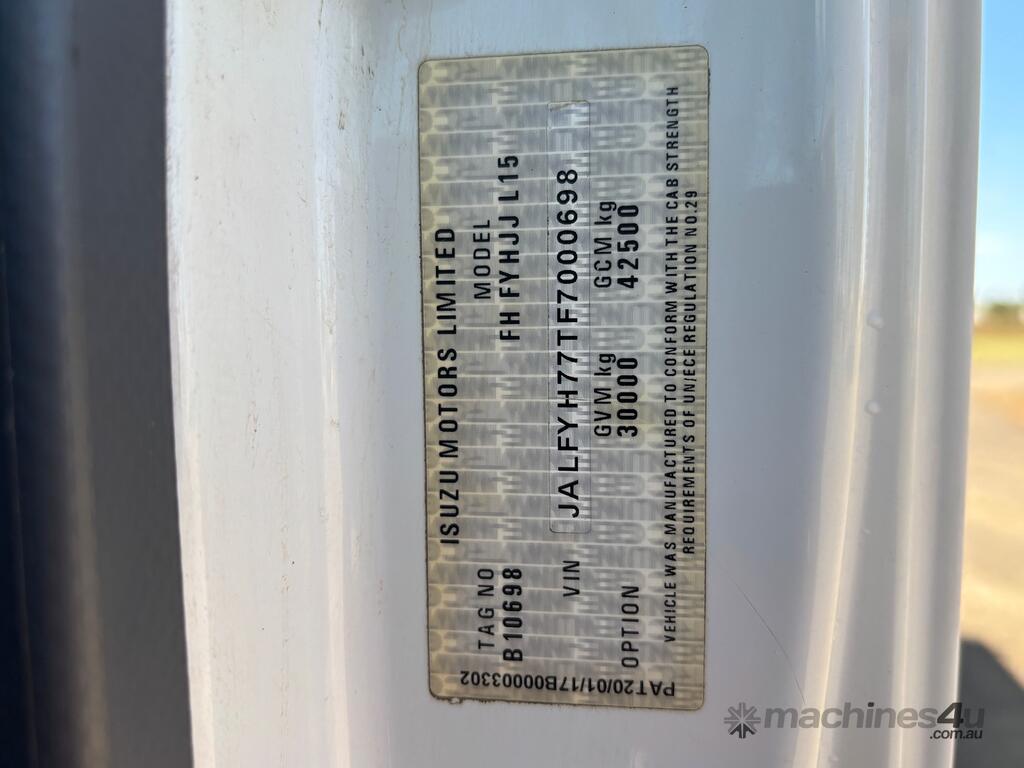 ISUZU MOTORS LIMITED
TAG NO MODEL
B10698 FH FYHJJ L15
VIN JALFYH77TF7000698
GVM kg GCM kg
OPTION 30000 42500
VEHICLE WAS MANUFACTURED TO CONFORM WITH THE CAB STRENGTH
REQUIREMENTS OF UN/ECE REGULATION NO.29
PAT20/01/17B00003302
machines4u
.com.au